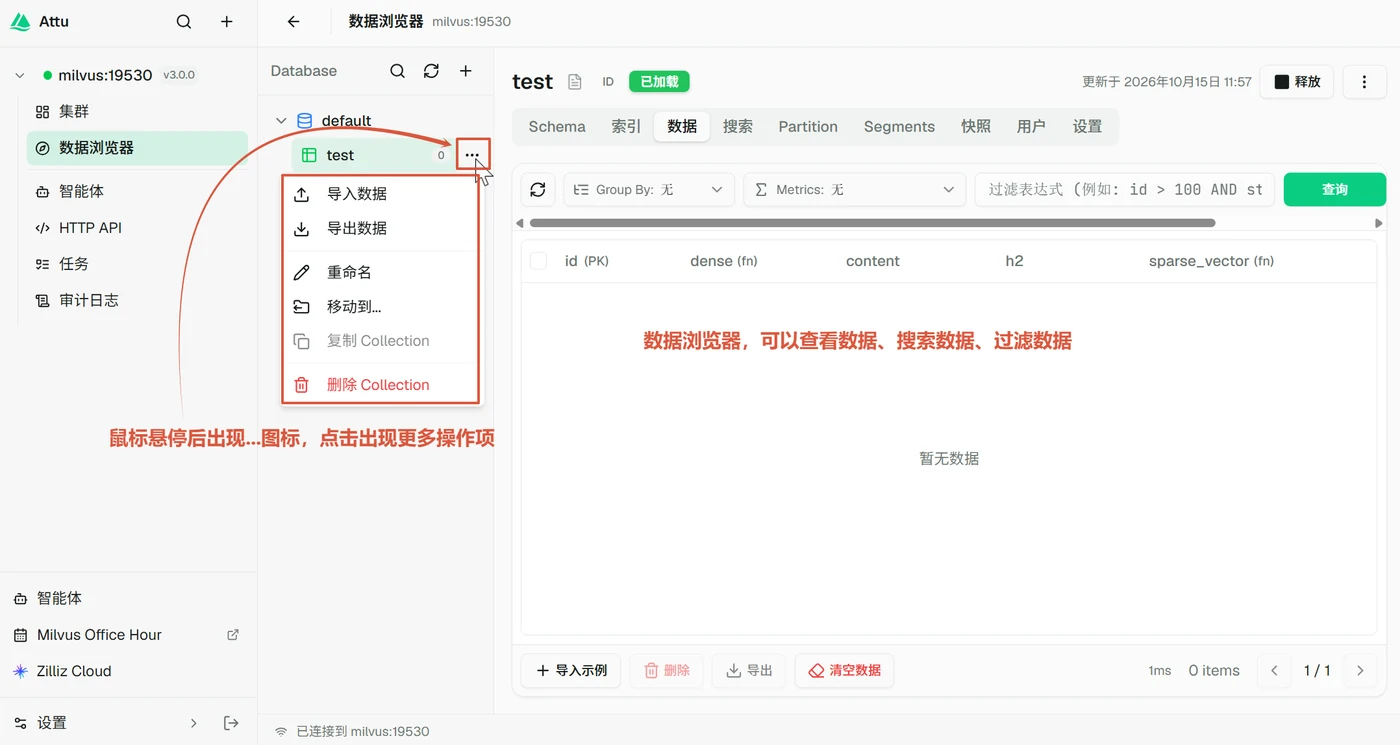 Attu
milvus:19530 v3.0.0
集群
数据浏览器
智能体
HTTP API
任务
审计日志
智能体
Milvus Office Hour
Zilliz Cloud
设置
数据浏览器 milvus:19530
Database
default
test 0 ...
导入数据
导出数据
重命名
移动到...
复制 Collection
删除 Collection
鼠标悬停后出现...图标，点击出现更多操作项
已连接到 milvus:19530
test ID 已加载 更新于 2026年10月15日 11:57 释放
Schema 索引 数据 搜索 Partition Segments 快照 用户 设置
Group By: 无 Metrics: 无 过滤表达式 (例如: id > 100 AND st 查询
id (PK) dense (fn) content h2 sparse_vector (fn)
数据浏览器，可以查看数据、搜索数据、过滤数据
暂无数据
导入示例 删除 导出 清空数据 1ms 0 items 1 / 1